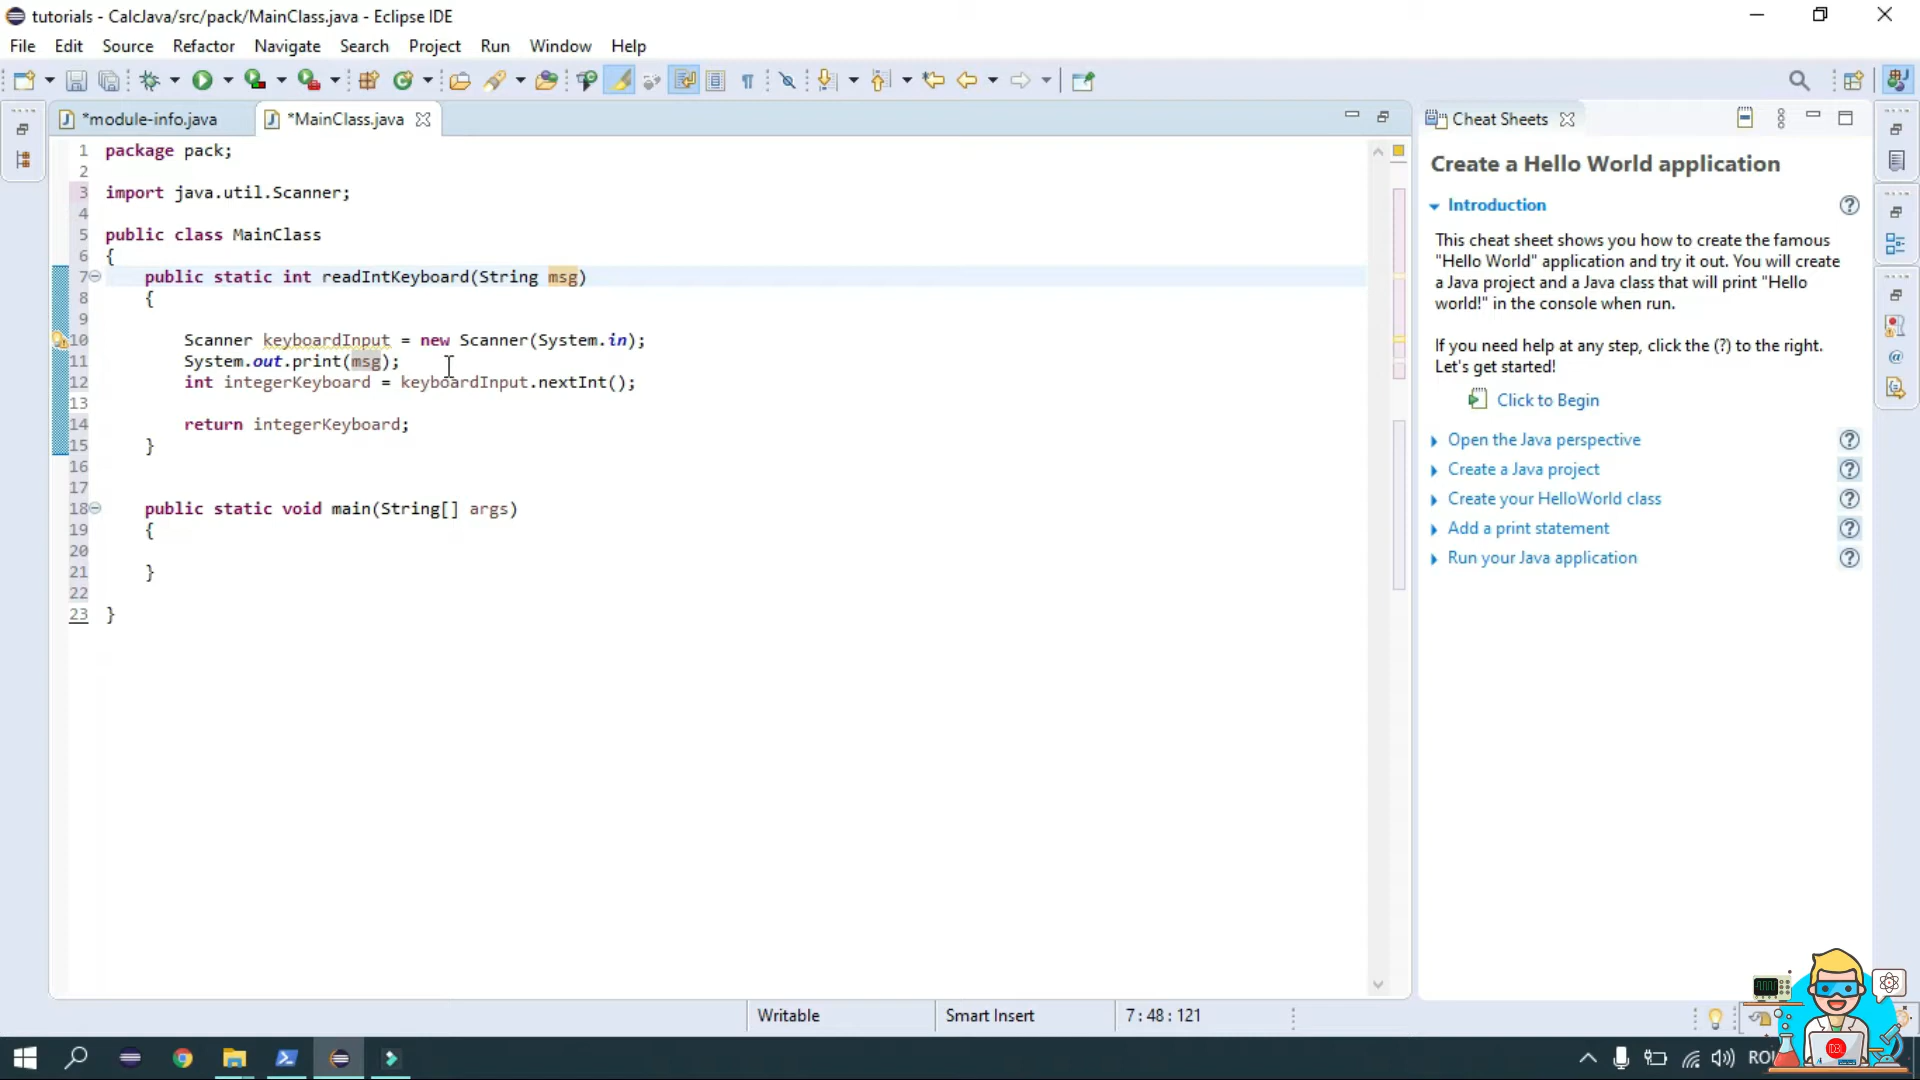 tutorials - CalcJava/src/pack/MainClass.java - Eclipse IDE
File Edit Source Refactor Navigate Search Project Run Window Help
*module-info.java *MainClass.java
1 package pack;
2
3 import java.util.Scanner;
4
5 public class MainClass
6 {
7 public static int readIntKeyboard(String msg)
8 {
9
10 Scanner keyboardInput = new Scanner(System.in);
11 System.out.print(msg);
12 int integerKeyboard = keyboardInput.nextInt();
13
14 return integerKeyboard;
15 }
16
17
18 public static void main(String[] args)
19 {
20
21 }
22
23 }
Cheat Sheets
Create a Hello World application
Introduction
This cheat sheet shows you how to create the famous
"Hello World" application and try it out. You will create
a Java project and a Java class that will print "Hello
world!" in the console when run.
If you need help at any step, click the (?) to the right.
Let's get started!
Click to Begin
Open the Java perspective
Create a Java project
Create your HelloWorld class
Add a print statement
Run your Java application
Writable Smart Insert 7 : 48 : 121